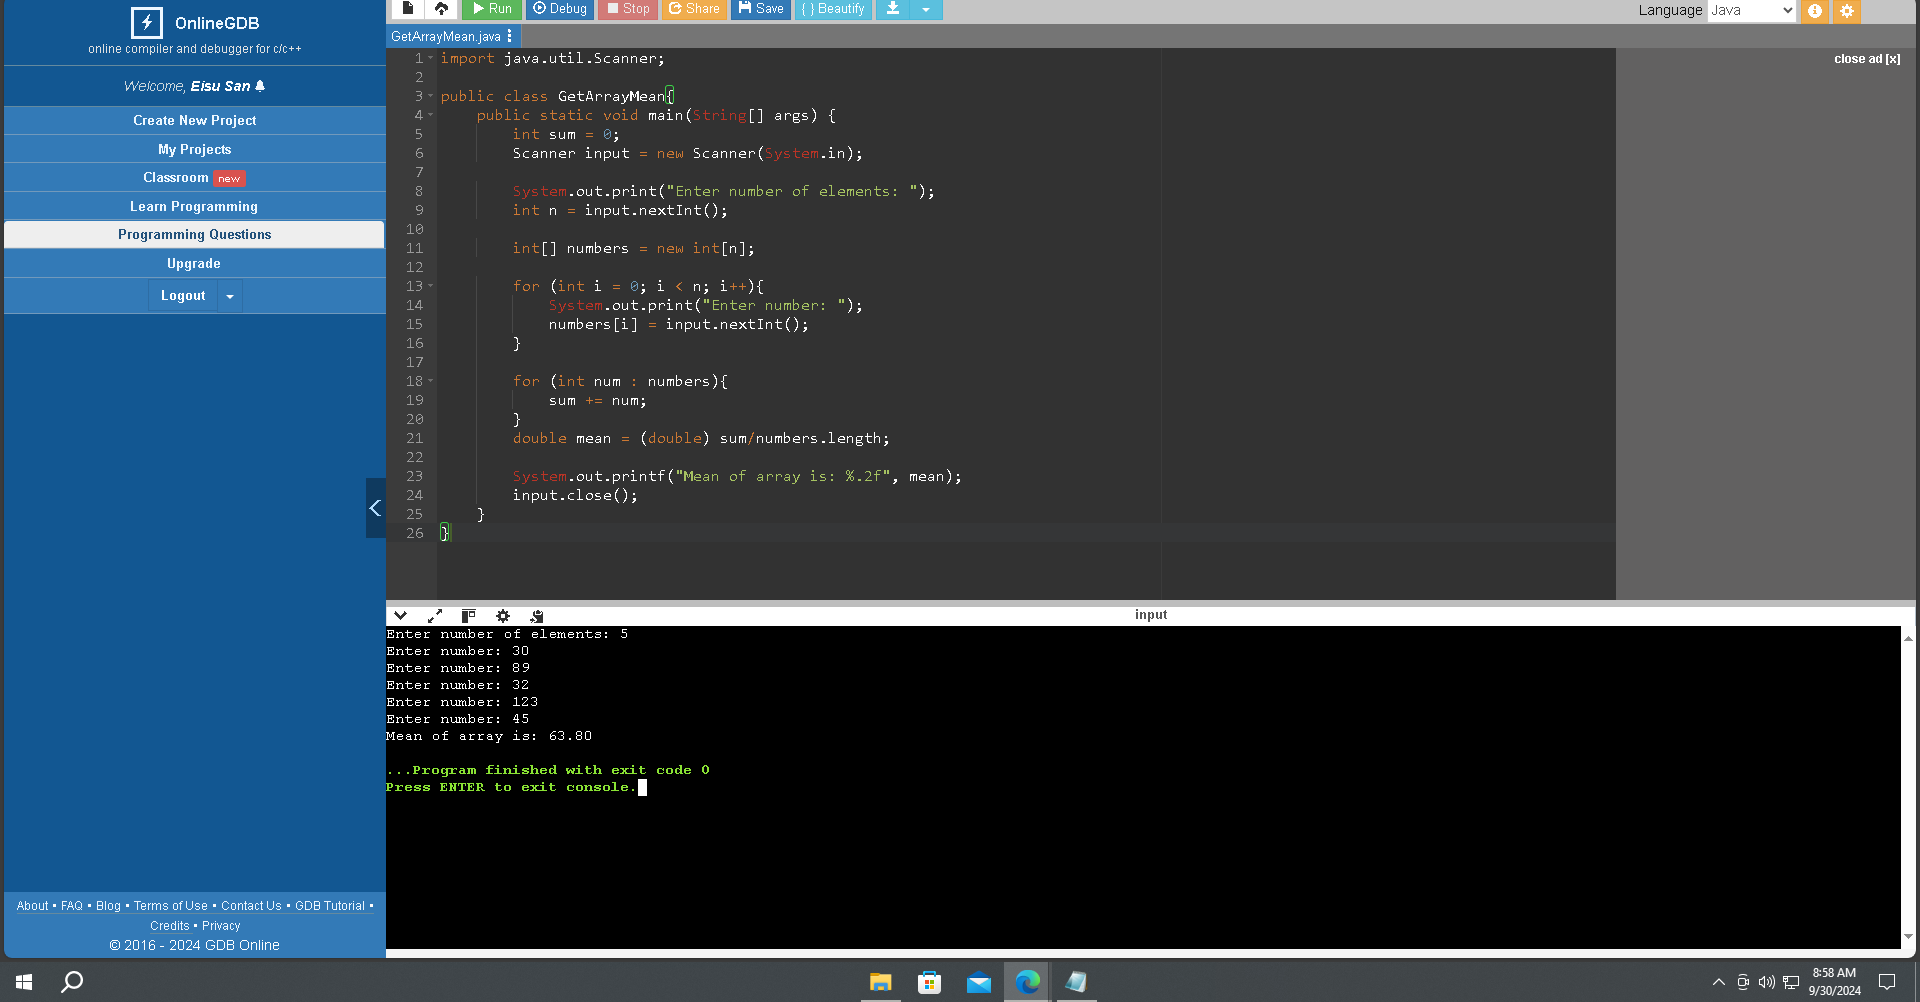 OnlineGDB
online compiler and debugger for c/c++
Welcome, Eisu San
Create New Project
My Projects
Classroom new
Learn Programming
Programming Questions
Upgrade
Logout
About • FAQ • Blog • Terms of Use • Contact Us • GDB Tutorial •
Credits • Privacy
© 2016 - 2024 GDB Online
Run Debug Stop Share Save { } Beautify
Language Java
GetArrayMean.java
close ad [x]
1 import java.util.Scanner;
2
3 public class GetArrayMean{
4     public static void main(String[] args) {
5         int sum = 0;
6         Scanner input = new Scanner(System.in);
7
8         System.out.print("Enter number of elements: ");
9         int n = input.nextInt();
10
11         int[] numbers = new int[n];
12
13         for (int i = 0; i < n; i++){
14             System.out.print("Enter number: ");
15             numbers[i] = input.nextInt();
16         }
17
18         for (int num : numbers){
19             sum += num;
20         }
21         double mean = (double) sum/numbers.length;
22
23         System.out.printf("Mean of array is: %.2f", mean);
24         input.close();
25     }
26 }
input
Enter number of elements: 5
Enter number: 30
Enter number: 89
Enter number: 32
Enter number: 123
Enter number: 45
Mean of array is: 63.80
...Program finished with exit code 0
Press ENTER to exit console.
8:58 AM
9/30/2024